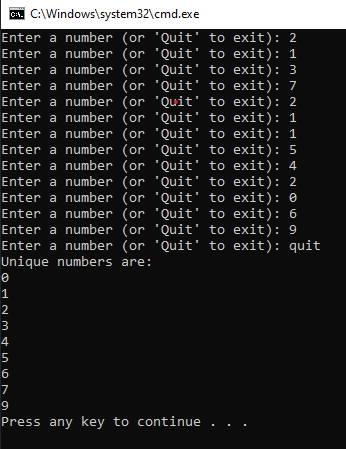 C:\Windows\system32\cmd.exe
Enter a number (or 'Quit' to exit): 2
Enter a number (or 'Quit' to exit): 1
Enter a number (or 'Quit' to exit): 3
Enter a number (or 'Quit' to exit): 7
Enter a number (or 'Quit' to exit): 2
Enter a number (or 'Quit' to exit): 1
Enter a number (or 'Quit' to exit): 1
Enter a number (or 'Quit' to exit): 5
Enter a number (or 'Quit' to exit): 4
Enter a number (or 'Quit' to exit): 2
Enter a number (or 'Quit' to exit): 0
Enter a number (or 'Quit' to exit): 6
Enter a number (or 'Quit' to exit): 9
Enter a number (or 'Quit' to exit): quit
Unique numbers are:
0
1
2
3
4
5
6
7
9
Press any key to continue . . .